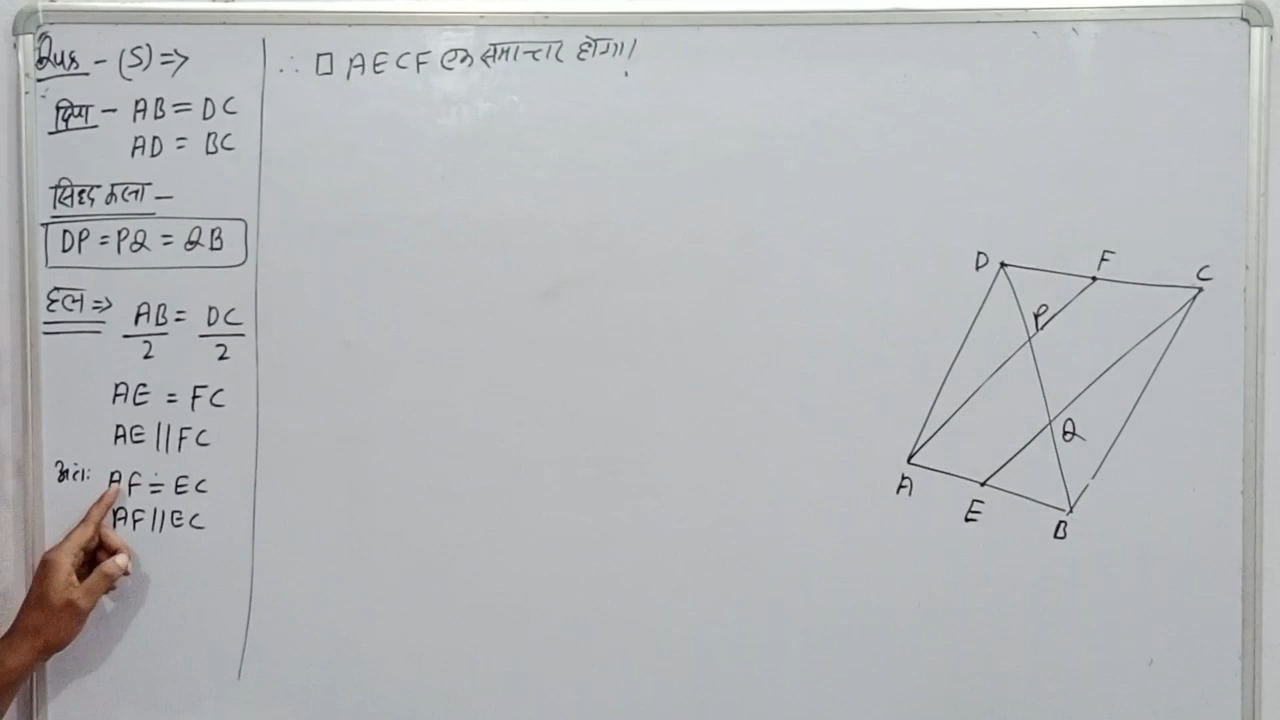 Que - (5) =>
दिया - AB = DC
AD = BC
सिद्ध करना -
DP = PQ = QB
हल =>
AB/2 = DC/2
AE = FC
AE || FC
अतः AF = EC
AF || EC
∴ □ AECF एक समान्तर होगा।
D F C
P
Q
A E B